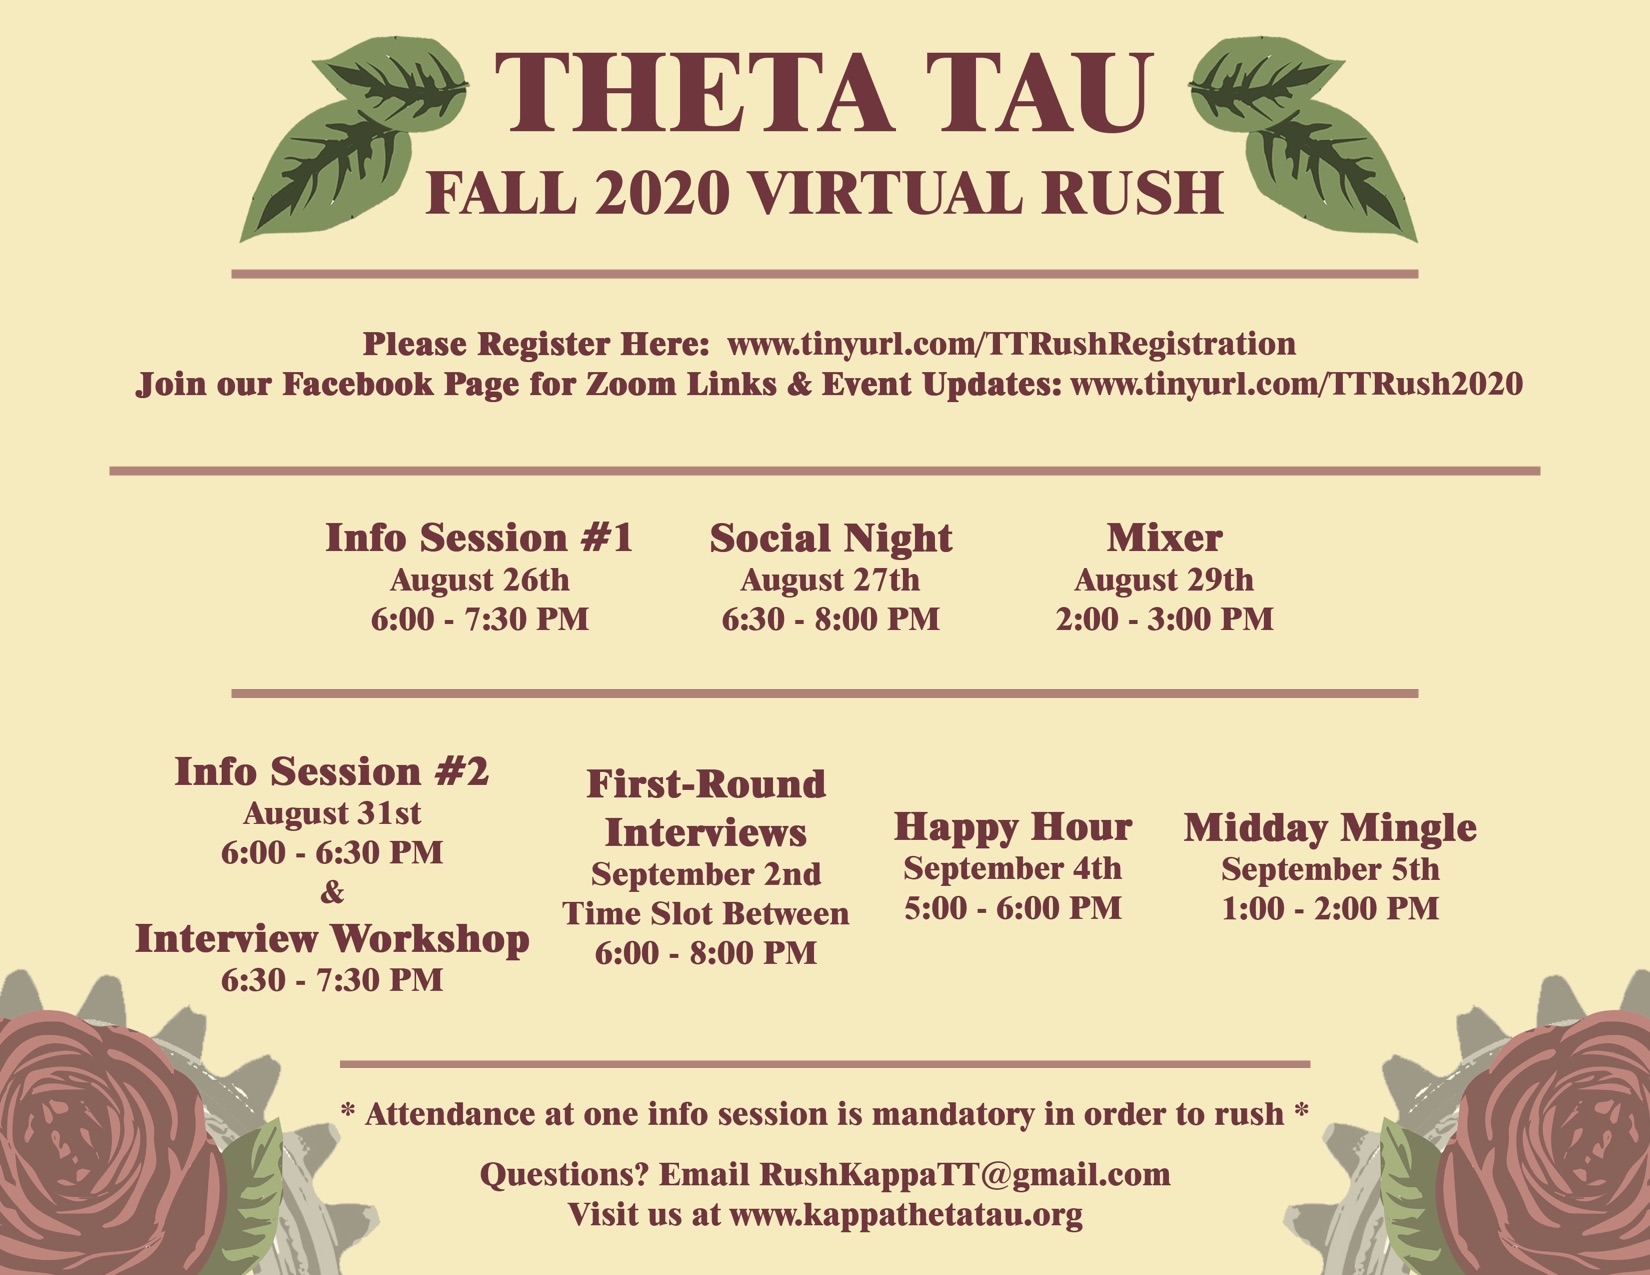 THETA TAU
FALL 2020 VIRTUAL RUSH
Please Register Here: www.tinyurl.com/TTRushRegistration
Join our Facebook Page for Zoom Links & Event Updates: www.tinyurl.com/TTRush2020
Info Session #1
August 26th
6:00 - 7:30 PM
Social Night
August 27th
6:30 - 8:00 PM
Mixer
August 29th
2:00 - 3:00 PM
Info Session #2
August 31st
6:00 - 6:30 PM
&
Interview Workshop
6:30 - 7:30 PM
First-Round
Interviews
September 2nd
Time Slot Between
6:00 - 8:00 PM
Happy Hour
September 4th
5:00 - 6:00 PM
Midday Mingle
September 5th
1:00 - 2:00 PM
* Attendance at one info session is mandatory in order to rush *
Questions? Email RushKappaTT@gmail.com
Visit us at www.kappathetatau.org